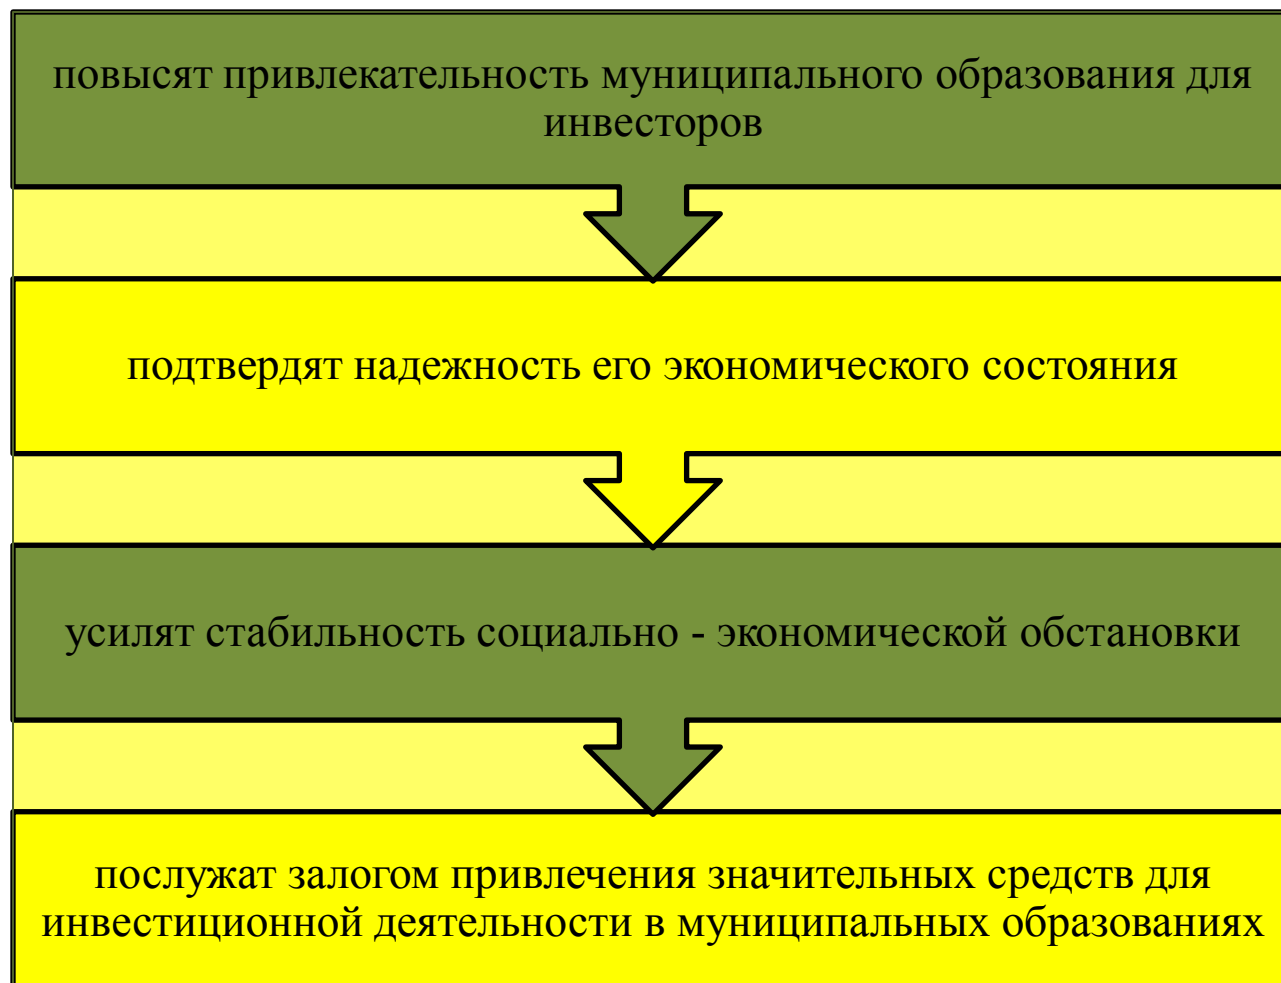 повысят привлекательность муниципального образования для
инвесторов
подтвердят надежность его экономического состояния
усилят стабильность социально - экономической обстановки
послужат залогом привлечения значительных средств для
инвестиционной деятельности в муниципальных образованиях